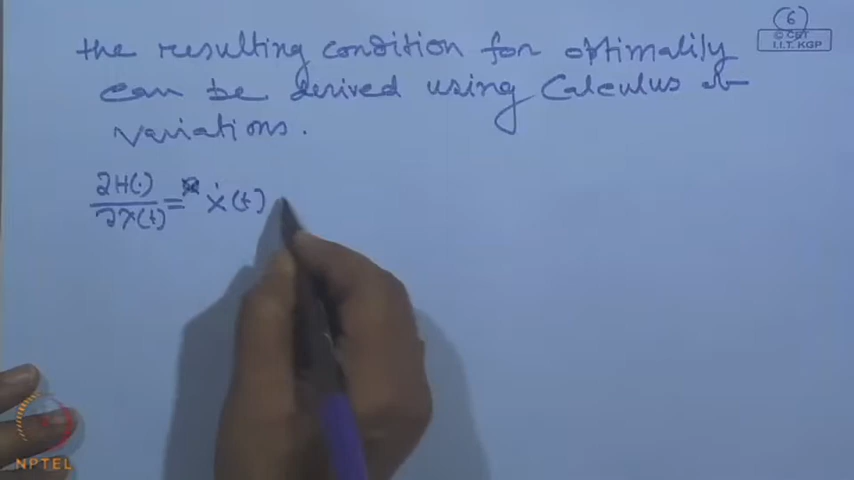 6
© CET
I.I.T. KGP
the resulting condition for optimality
can be derived using Calculus of
variations.
∂H(·)/∂λ(t) = ẋ(t)
NPTEL